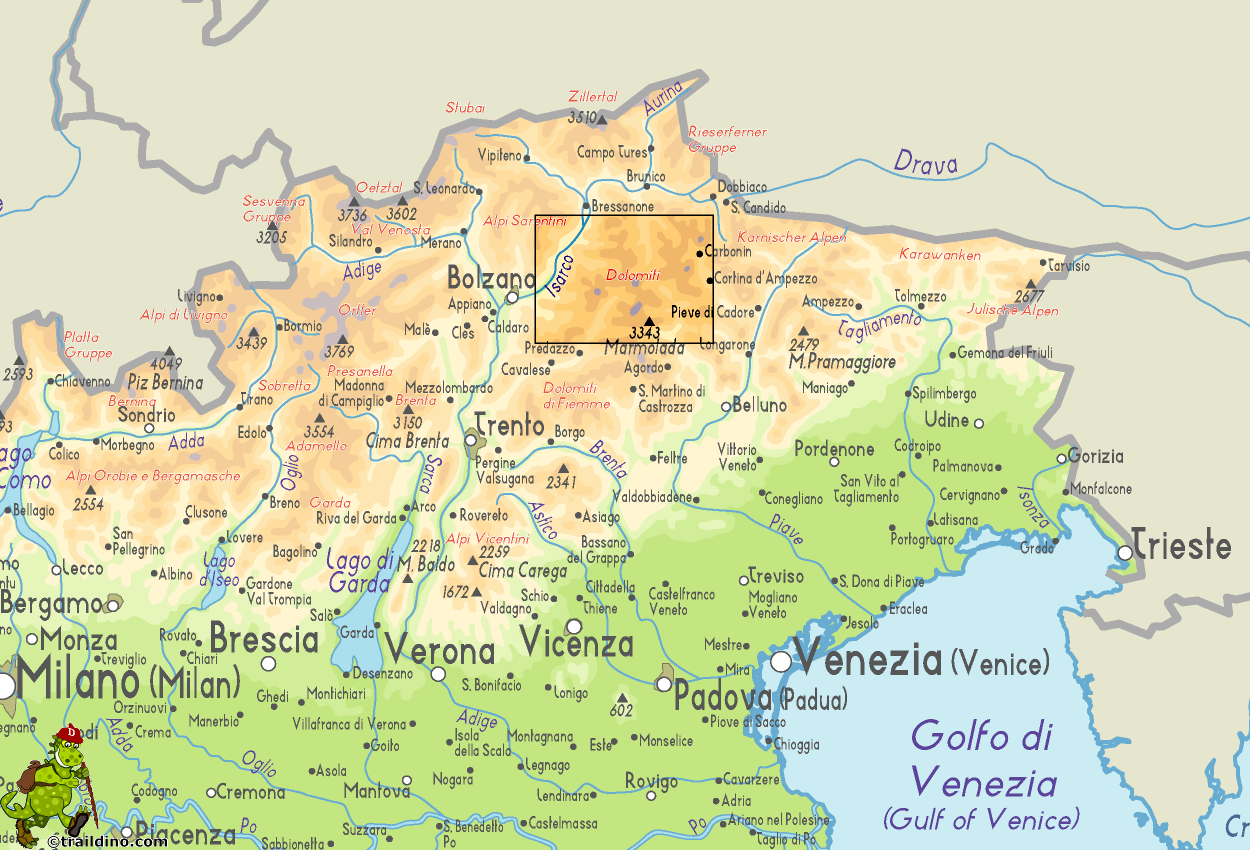 Zillertal
3510
Aurina
Stubai
Rieserferner
Gruppe
Drava
Vipiteno
Campo Tures
Brunico
Dobbiaco
S. Candido
Oetztal
S. Leonardo
Sesvenna
Gruppe
3205
3736
3602
Val Venosta
Silandro
Merano
Adige
Alpi Sarentini
Bressanone
Isarco
Dolomiti
Carbonin
Cortina d'Ampezzo
Pieve di Cadore
3343
Marmolada
Karnischer Alpen
Karawanken
Tarvisio
2677
Julische Alpen
Ampezzo
Tolmezzo
Tagliamento
2479
M.Pramaggiore
Gemona del Friuli
Longarone
Maniago
Spilimbergo
Udine
Bolzano
Appiano
Caldaro
Livigno
Alpi di Livigno
Bormio
Ortler
3439
3769
Malè
Cles
Predazzo
Cavalese
Agordo
Platta
Gruppe
2593
4049
Piz Bernina
Chiavenno
Bernina
Sondrio
Sobretta
Tirano
Presanella
Madonna
di Campiglio
Mezzolombardo
Brenta
3150
Cima Brenta
3554
Adamello
Dolomiti
di Fiemme
S. Martino di
Castrozza
Belluno
93
Colico
Morbegno
Adda
Edolo
Oglio
Trento
Borgo
Pergine
Valsugana
Brenta
Feltre
Vittorio
Veneto
Pordenone
Codroipo
Palmanova
Gorizia
Lago
Como
Alpi Orobie e Bergamasche
2554
Breno
Sarca
2341
Valdobbiadene
Conegliano
San Vito al
Tagliamento
Cervignano
Isonza
Monfalcone
Bellagio
Clusone
Garda
Riva del Garda
Arco
Rovereto
Astico
Asiago
Piave
Latisana
San
Pellegrino
Lovere
Bagolino
Lago di
Garda
2218
M. Baldo
Alpi Vicentini
2259
Cima Carega
Bassano
del Grappa
Portogruaro
Grado
Trieste
mo
Lecco
Albino
Lago
d'Iseo
Gardone
Val Trompia
1672
Schio
Valdagno
Thiene
Cittadella
Castelfranco
Veneto
Treviso
Mogliano
Veneto
S. Dona di Piave
Eraclea
Jesolo
Bergamo
Monza
Salò
Garda
Rovato
Chiari
Treviglio
Brescia
Verona
Vicenza
Mestre
Mira
Venezia (Venice)
Milano (Milan)
Desenzano
Montichiari
Ghedi
S. Bonifacio
Lonigo
602
Padova (Padua)
Orzinuovi
Manerbio
Crema
Adda
Villafranca di Verona
Adige
Isola
della Scala
Montagnana
Este
Monselice
Piove di Sacco
Chioggia
Golfo di
Venezia
(Gulf of Venice)
Oglio
Goito
Asola
Nogara
Legnago
Codogno
Cremona
Mantova
Lendinara
Rovigo
Cavarzere
Adria
Piacenza
Po
Sabbionetta
Suzzara
S. Benedetto
Po
Castelmassa
Po
Ariano nel Polesine
Taglio di Po
Cr
D
©traildino.com